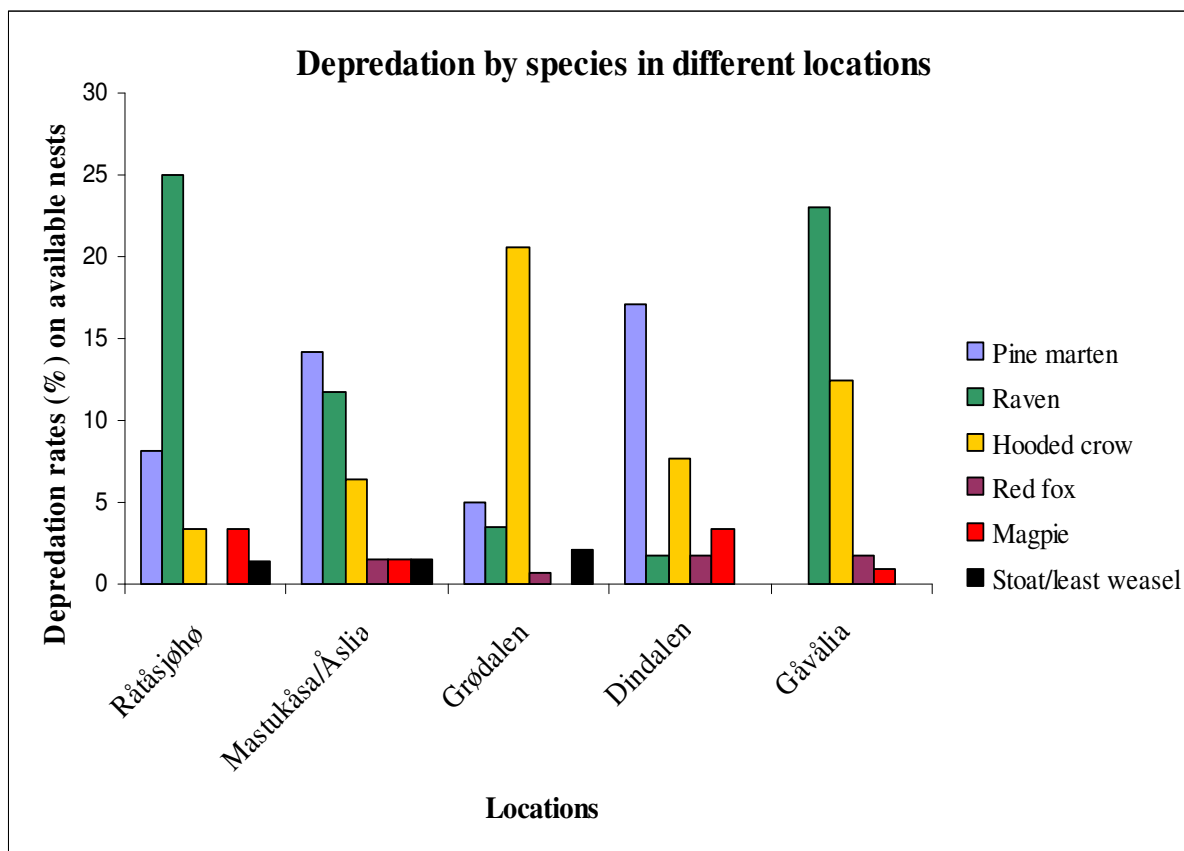 Depredation by species in different locations
Depredation rates (%) on available nests
30
25
20
15
10
5
0
Råtåsjøhø
Mastukåsa/Åslia
Grødalen
Dindalen
Gåvålia
Locations
Pine marten
Raven
Hooded crow
Red fox
Magpie
Stoat/least weasel